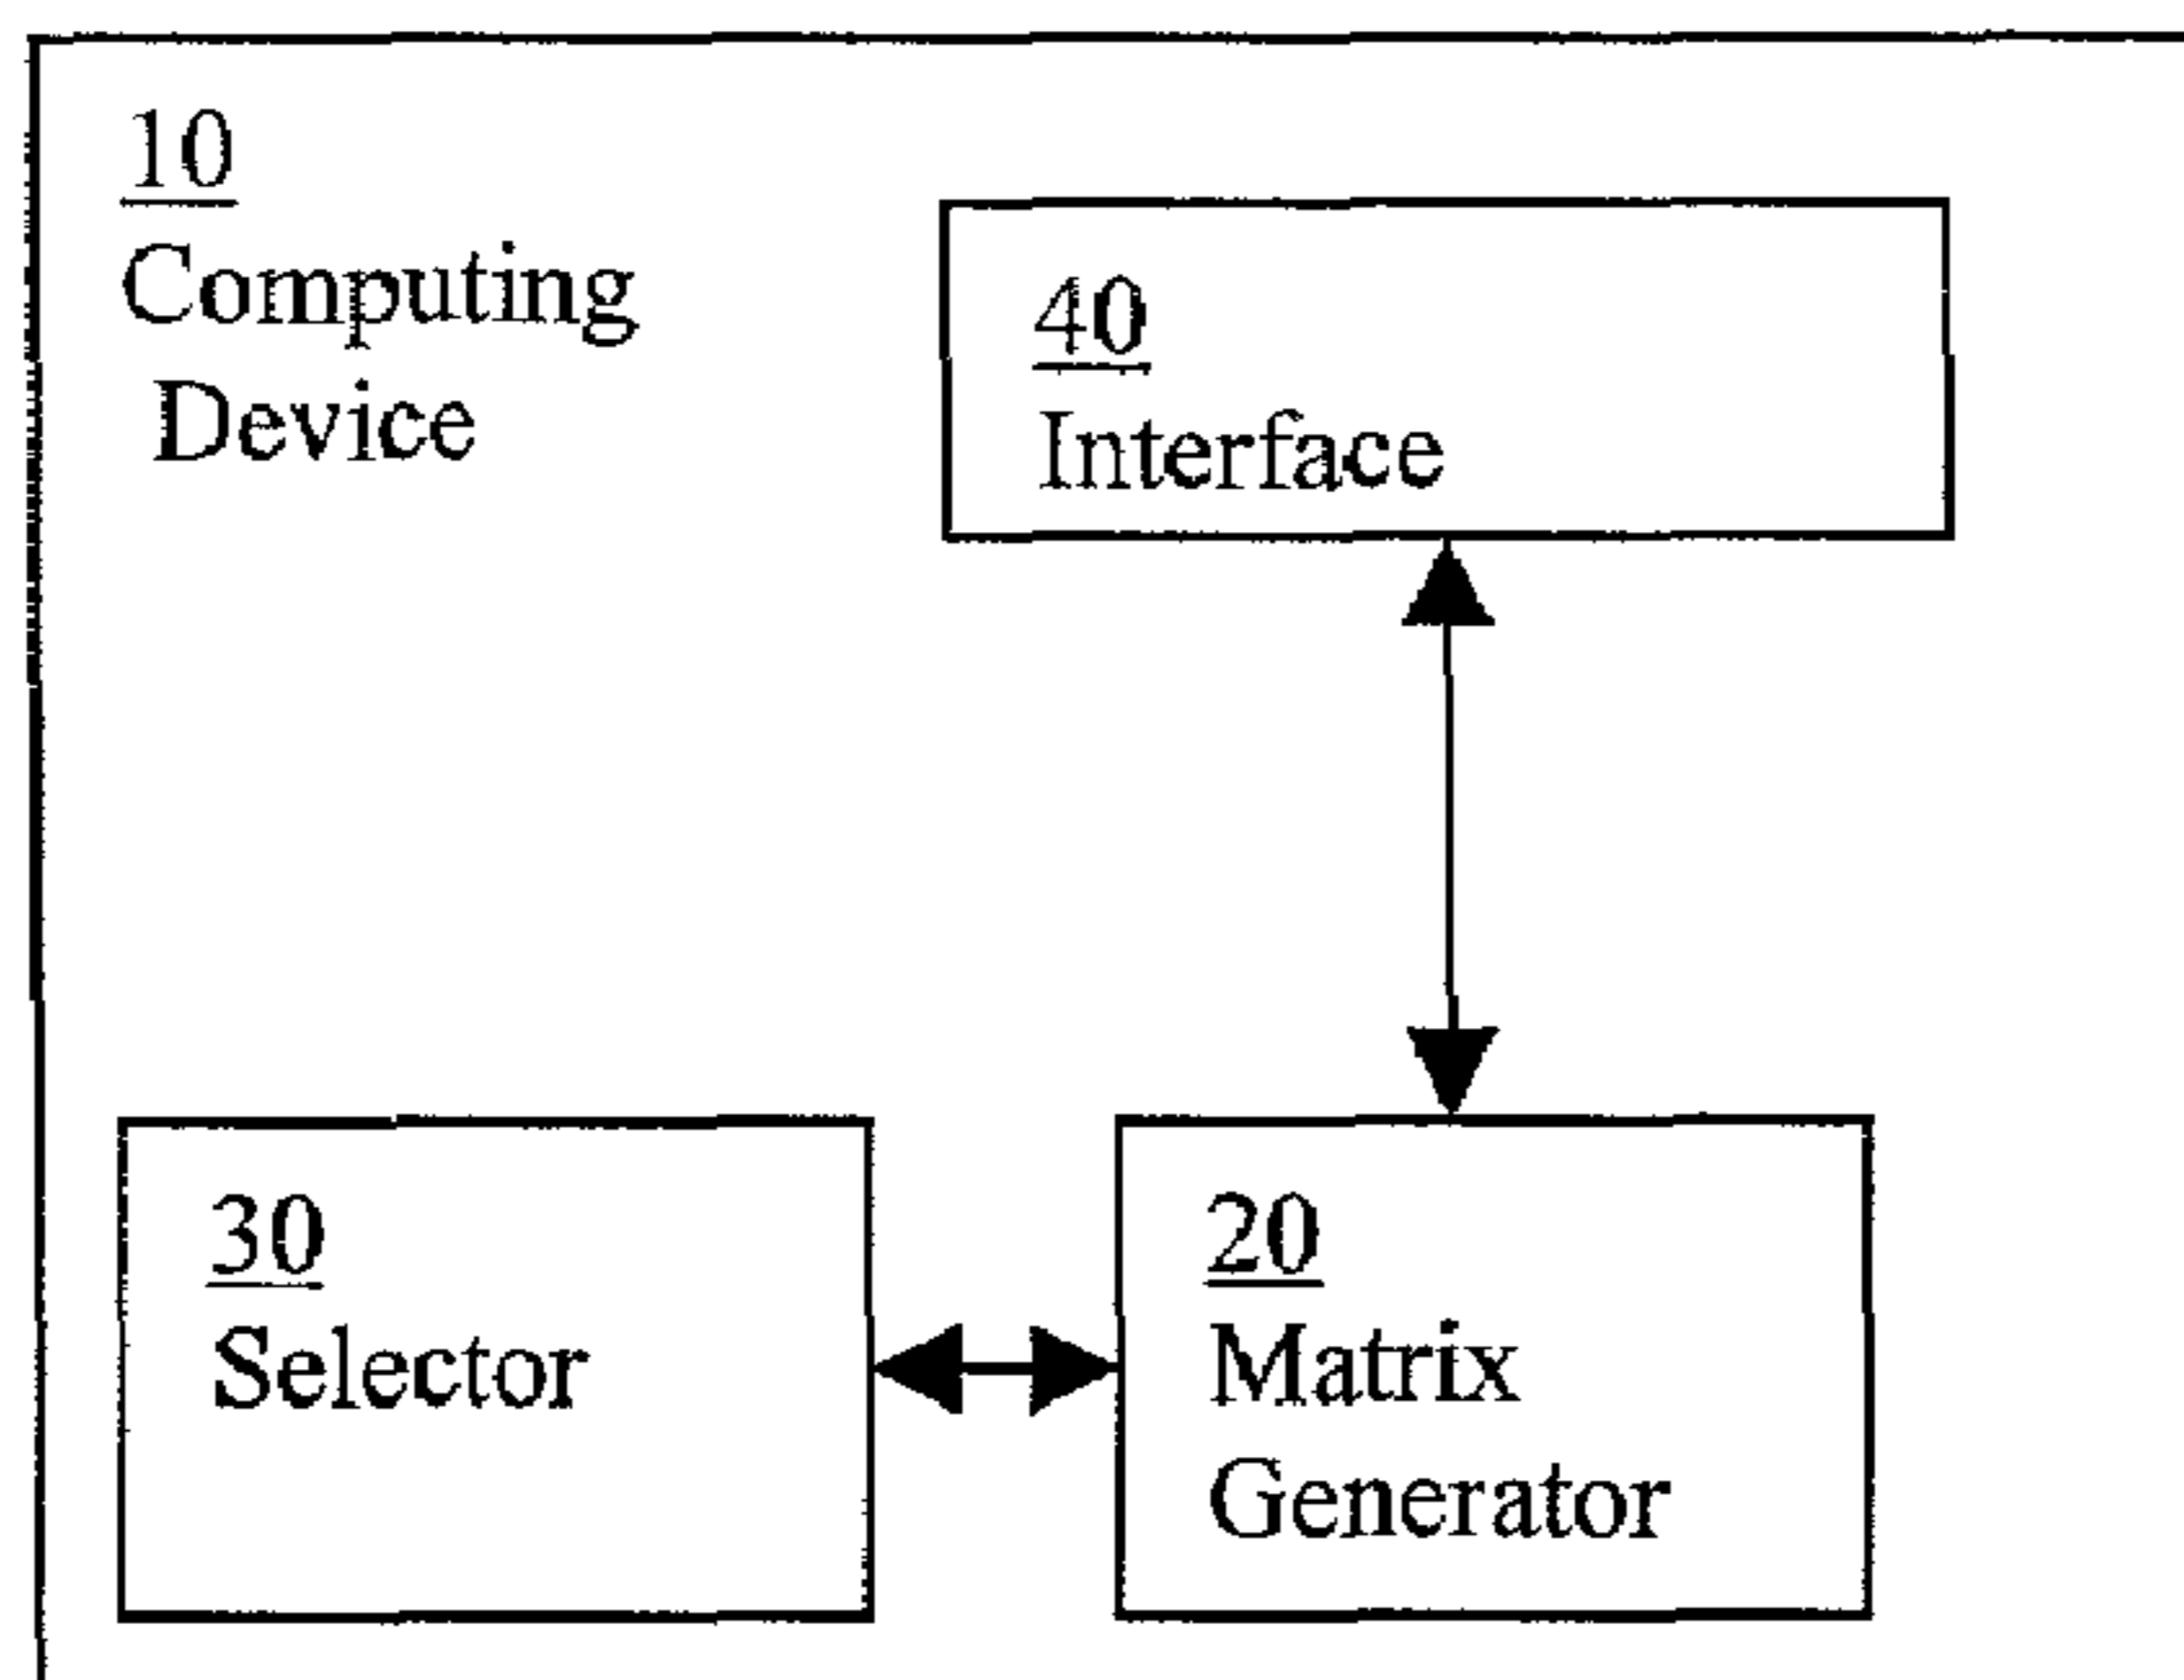 10
Computing
Device
40
Interface
30
Selector
20
Matrix
Generator